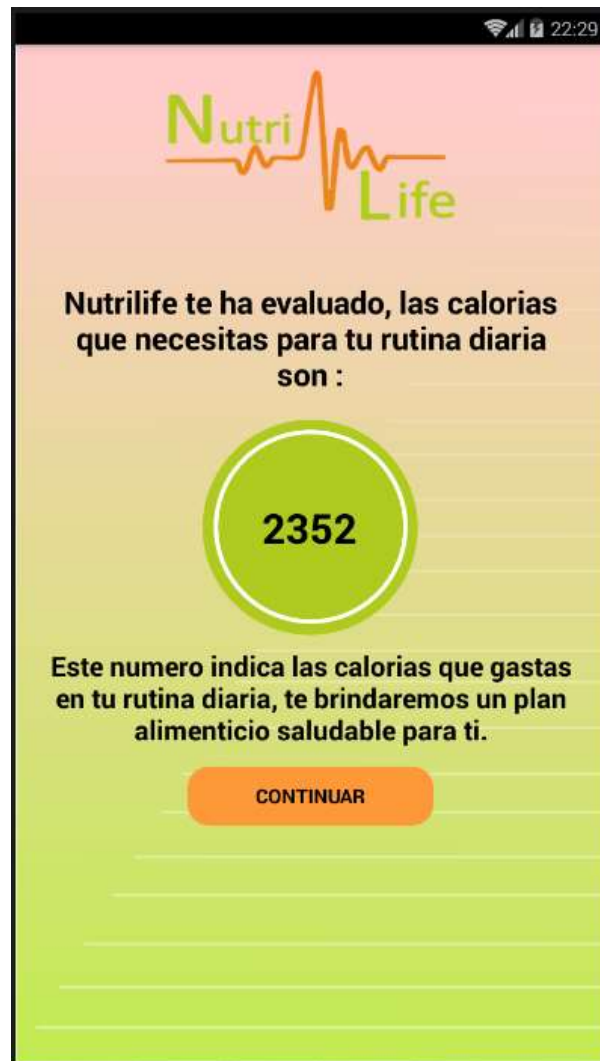 22:29
Nutri
Life
Nutrilife te ha evaluado, las calorias
que necesitas para tu rutina diaria
son :
2352
Este numero indica las calorias que gastas
en tu rutina diaria, te brindaremos un plan
alimenticio saludable para ti.
CONTINUAR